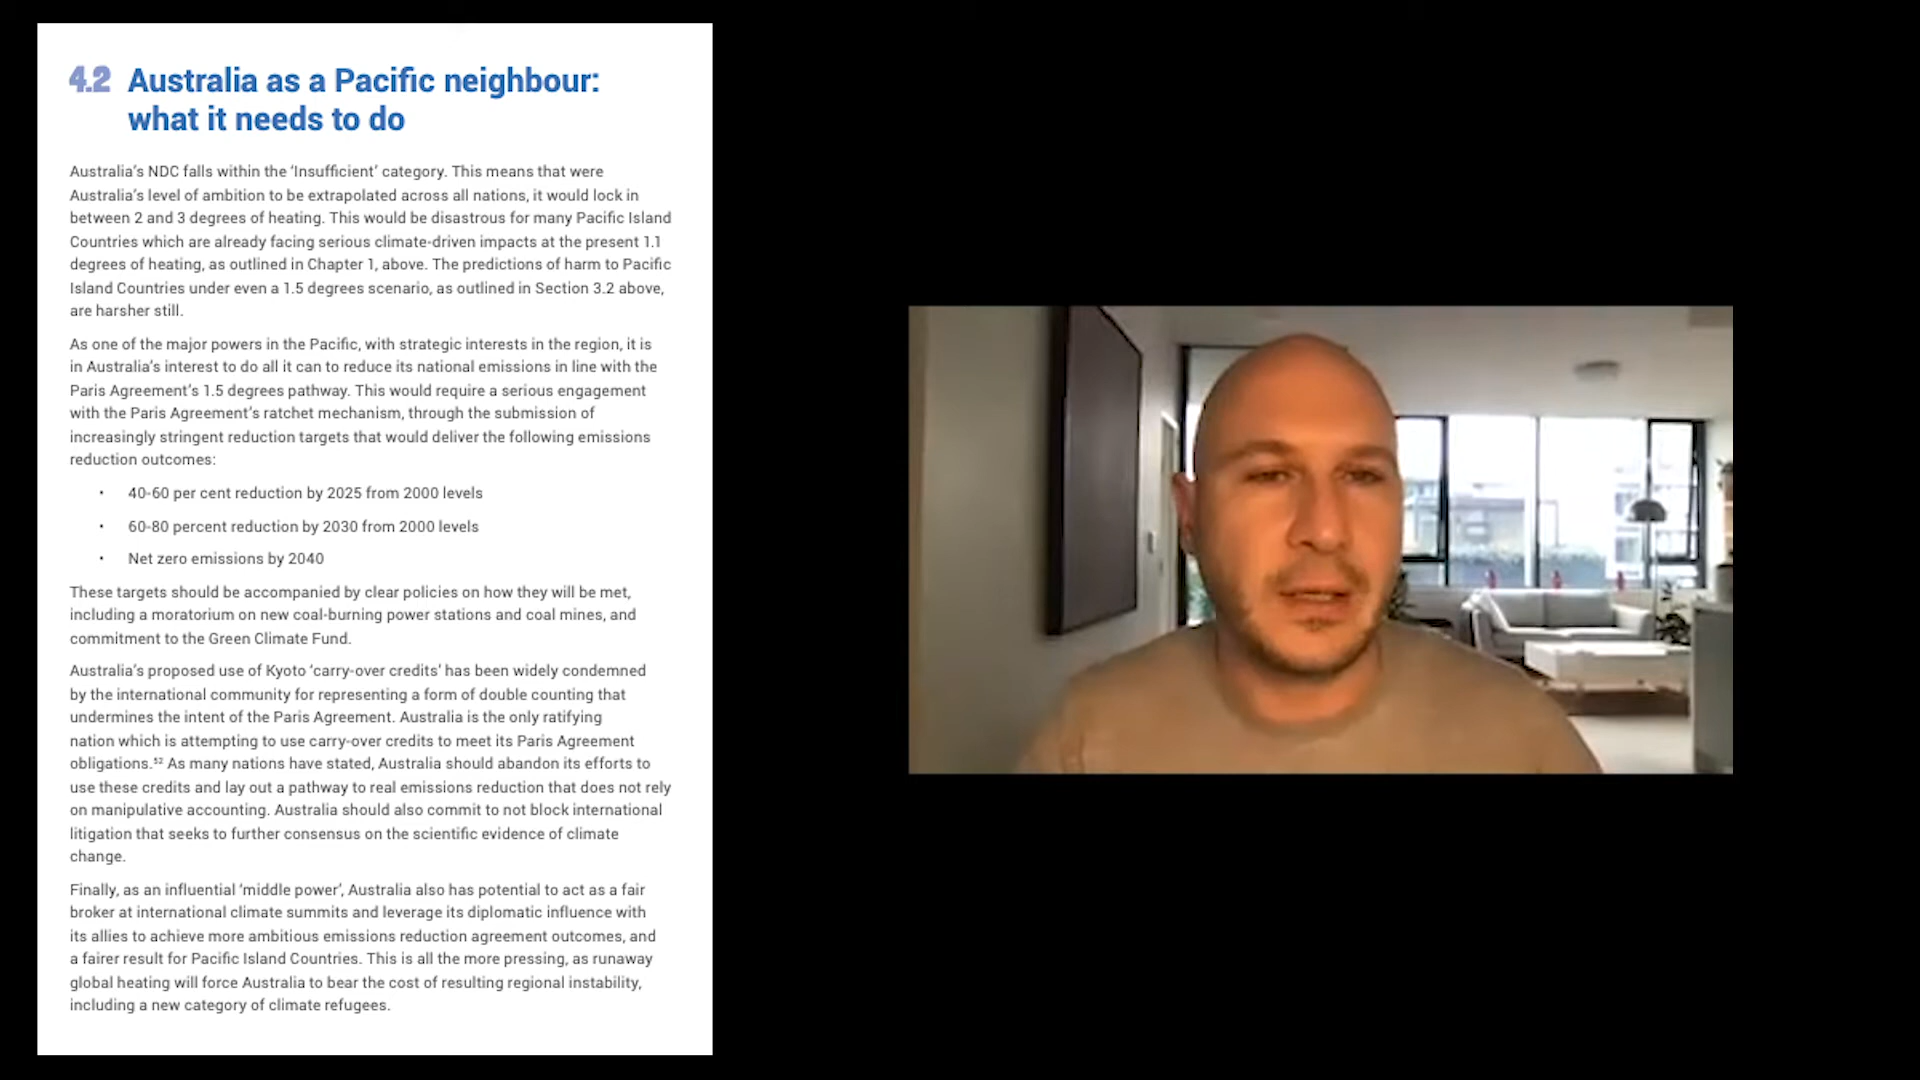 4.2 Australia as a Pacific neighbour:
what it needs to do
Australia's NDC falls within the 'Insufficient' category. This means that were
Australia's level of ambition to be extrapolated across all nations, it would lock in
between 2 and 3 degrees of heating. This would be disastrous for many Pacific Island
Countries which are already facing serious climate-driven impacts at the present 1.1
degrees of heating, as outlined in Chapter 1, above. The predictions of harm to Pacific
Island Countries under even a 1.5 degrees scenario, as outlined in Section 3.2 above,
are harsher still.
As one of the major powers in the Pacific, with strategic interests in the region, it is
in Australia's interest to do all it can to reduce its national emissions in line with the
Paris Agreement's 1.5 degrees pathway. This would require a serious engagement
with the Paris Agreement's ratchet mechanism, through the submission of
increasingly stringent reduction targets that would deliver the following emissions
reduction outcomes:
• 40-60 per cent reduction by 2025 from 2000 levels
• 60-80 percent reduction by 2030 from 2000 levels
• Net zero emissions by 2040
These targets should be accompanied by clear policies on how they will be met,
including a moratorium on new coal-burning power stations and coal mines, and
commitment to the Green Climate Fund.
Australia's proposed use of Kyoto 'carry-over credits' has been widely condemned
by the international community for representing a form of double counting that
undermines the intent of the Paris Agreement. Australia is the only ratifying
nation which is attempting to use carry-over credits to meet its Paris Agreement
obligations.⁵² As many nations have stated, Australia should abandon its efforts to
use these credits and lay out a pathway to real emissions reduction that does not rely
on manipulative accounting. Australia should also commit to not block international
litigation that seeks to further consensus on the scientific evidence of climate
change.
Finally, as an influential 'middle power', Australia also has potential to act as a fair
broker at international climate summits and leverage its diplomatic influence with
its allies to achieve more ambitious emissions reduction agreement outcomes, and
a fairer result for Pacific Island Countries. This is all the more pressing, as runaway
global heating will force Australia to bear the cost of resulting regional instability,
including a new category of climate refugees.